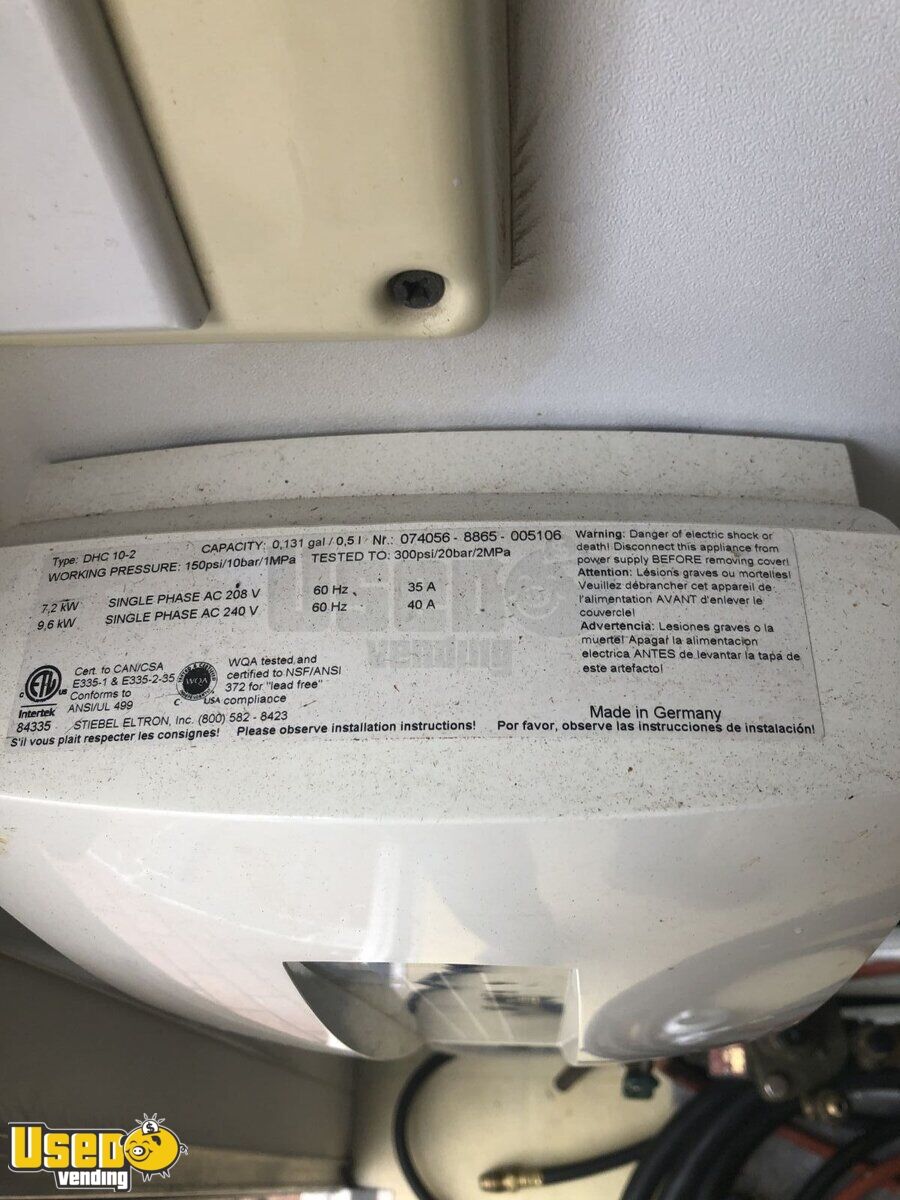 Type: DHC 10-2
CAPACITY: 0,131 gal / 0,5 l Nr.: 074056 - 8865 - 005106
WORKING PRESSURE: 150psi/10bar/1MPa TESTED TO: 300psi/20bar/2MPa
7,2 kW SINGLE PHASE AC 208 V 60 Hz 35 A
9,6 kW SINGLE PHASE AC 240 V 60 Hz 40 A
C ETL US
Intertek
84335
Cert. to CAN/CSA
E335-1 & E335-2-35
Conforms to
ANSI/UL 499
WQA
C USA
WQA tested and
certified to NSF/ANSI
372 for "lead free"
compliance
STIEBEL ELTRON, Inc. (800) 582 - 8423
Warning: Danger of electric shock or
death! Disconnect this appliance from
power supply BEFORE removing cover!
Attention: Lésions graves ou mortelles!
Veuillez débrancher cet appareil de
l'alimentation AVANT d'enlever le
couvercle!
Advertencia: Lesiones graves o la
muerte! Apagar la alimentacion
electrica ANTES de levantar la tapa de
este artefacto!
Made in Germany
S'il vous plait respecter les consignes! Please observe installation instructions! Por favor, observe las instrucciones de instalación!
USED
vending
USED
vending